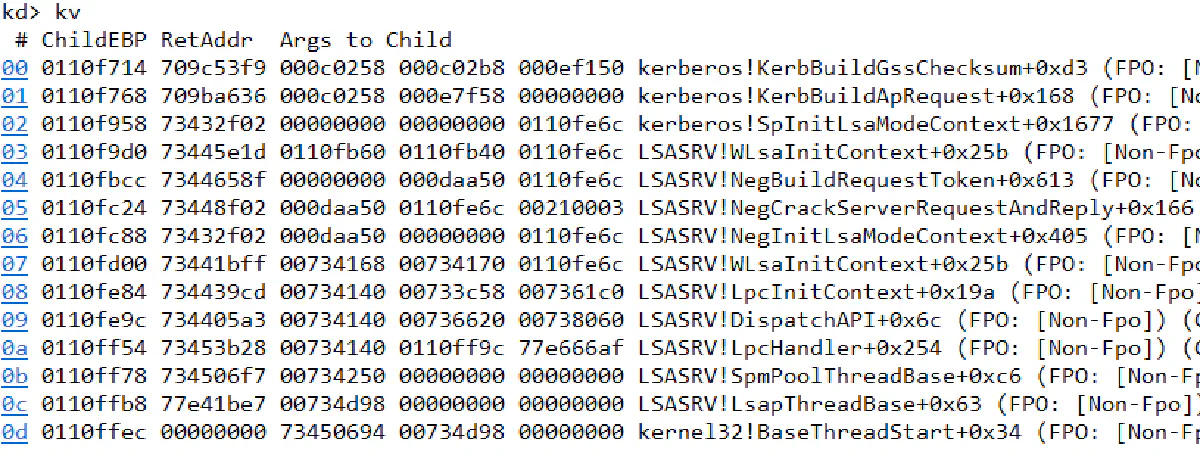 kd> kv
 # ChildEBP RetAddr  Args to Child
00 0110f714 709c53f9 000c0258 000c02b8 000ef150 kerberos!KerbBuildGssChecksum+0xd3 (FPO: [N
01 0110f768 709ba636 000c0258 000e7f58 00000000 kerberos!KerbBuildApRequest+0x168 (FPO: [No
02 0110f958 73432f02 00000000 00000000 0110fe6c kerberos!SpInitLsaModeContext+0x1677 (FPO:
03 0110f9d0 73445e1d 0110fb60 0110fb40 0110fe6c LSASRV!WLsaInitContext+0x25b (FPO: [Non-Fpo
04 0110fbcc 7344658f 00000000 000daa50 0110fe6c LSASRV!NegBuildRequestToken+0x613 (FPO: [No
05 0110fc24 73448f02 000daa50 0110fe6c 00210003 LSASRV!NegCrackServerRequestAndReply+0x166
06 0110fc88 73432f02 000daa50 00000000 0110fe6c LSASRV!NegInitLsaModeContext+0x405 (FPO: [N
07 0110fd00 73441bff 00734168 00734170 0110fe6c LSASRV!WLsaInitContext+0x25b (FPO: [Non-Fpo
08 0110fe84 734439cd 00734140 00733c58 007361c0 LSASRV!LpcInitContext+0x19a (FPO: [Non-Fpo]
09 0110fe9c 734405a3 00734140 00736620 00738060 LSASRV!DispatchAPI+0x6c (FPO: [Non-Fpo]) (C
0a 0110ff54 73453b28 00734140 0110ff9c 77e666af LSASRV!LpcHandler+0x254 (FPO: [Non-Fpo]) (
0b 0110ff78 734506f7 00734250 00000000 00000000 LSASRV!SpmPoolThreadBase+0xc6 (FPO: [Non-Fp
0c 0110ffb8 77e41be7 00734d98 00000000 00000000 LSASRV!LsapThreadBase+0x63 (FPO: [Non-Fpo])
0d 0110ffec 00000000 73450694 00734d98 00000000 kernel32!BaseThreadStart+0x34 (FPO: [Non-Fp